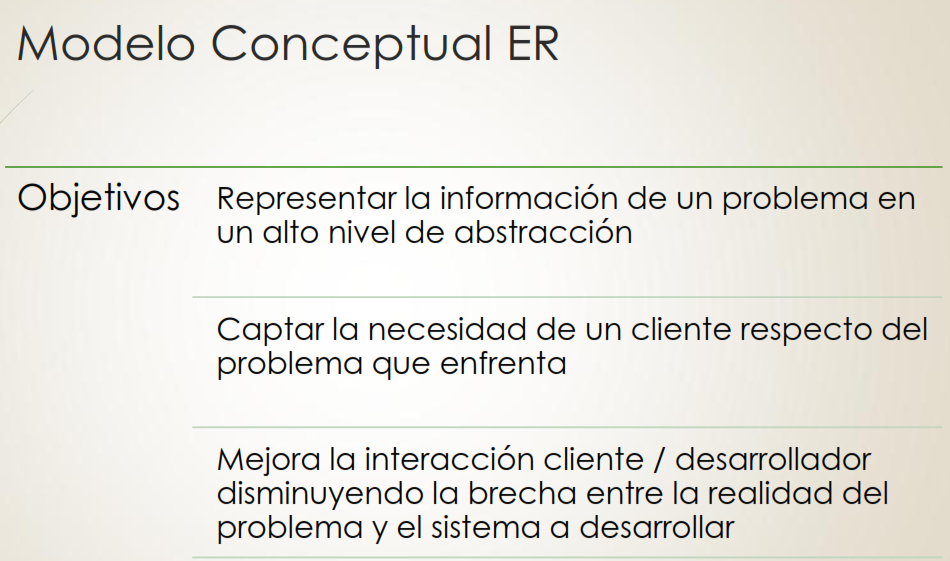 Modelo Conceptual ER
Objetivos
Representar la información de un problema en
un alto nivel de abstracción
Captar la necesidad de un cliente respecto del
problema que enfrenta
Mejora la interacción cliente / desarrollador
disminuyendo la brecha entre la realidad del
problema y el sistema a desarrollar